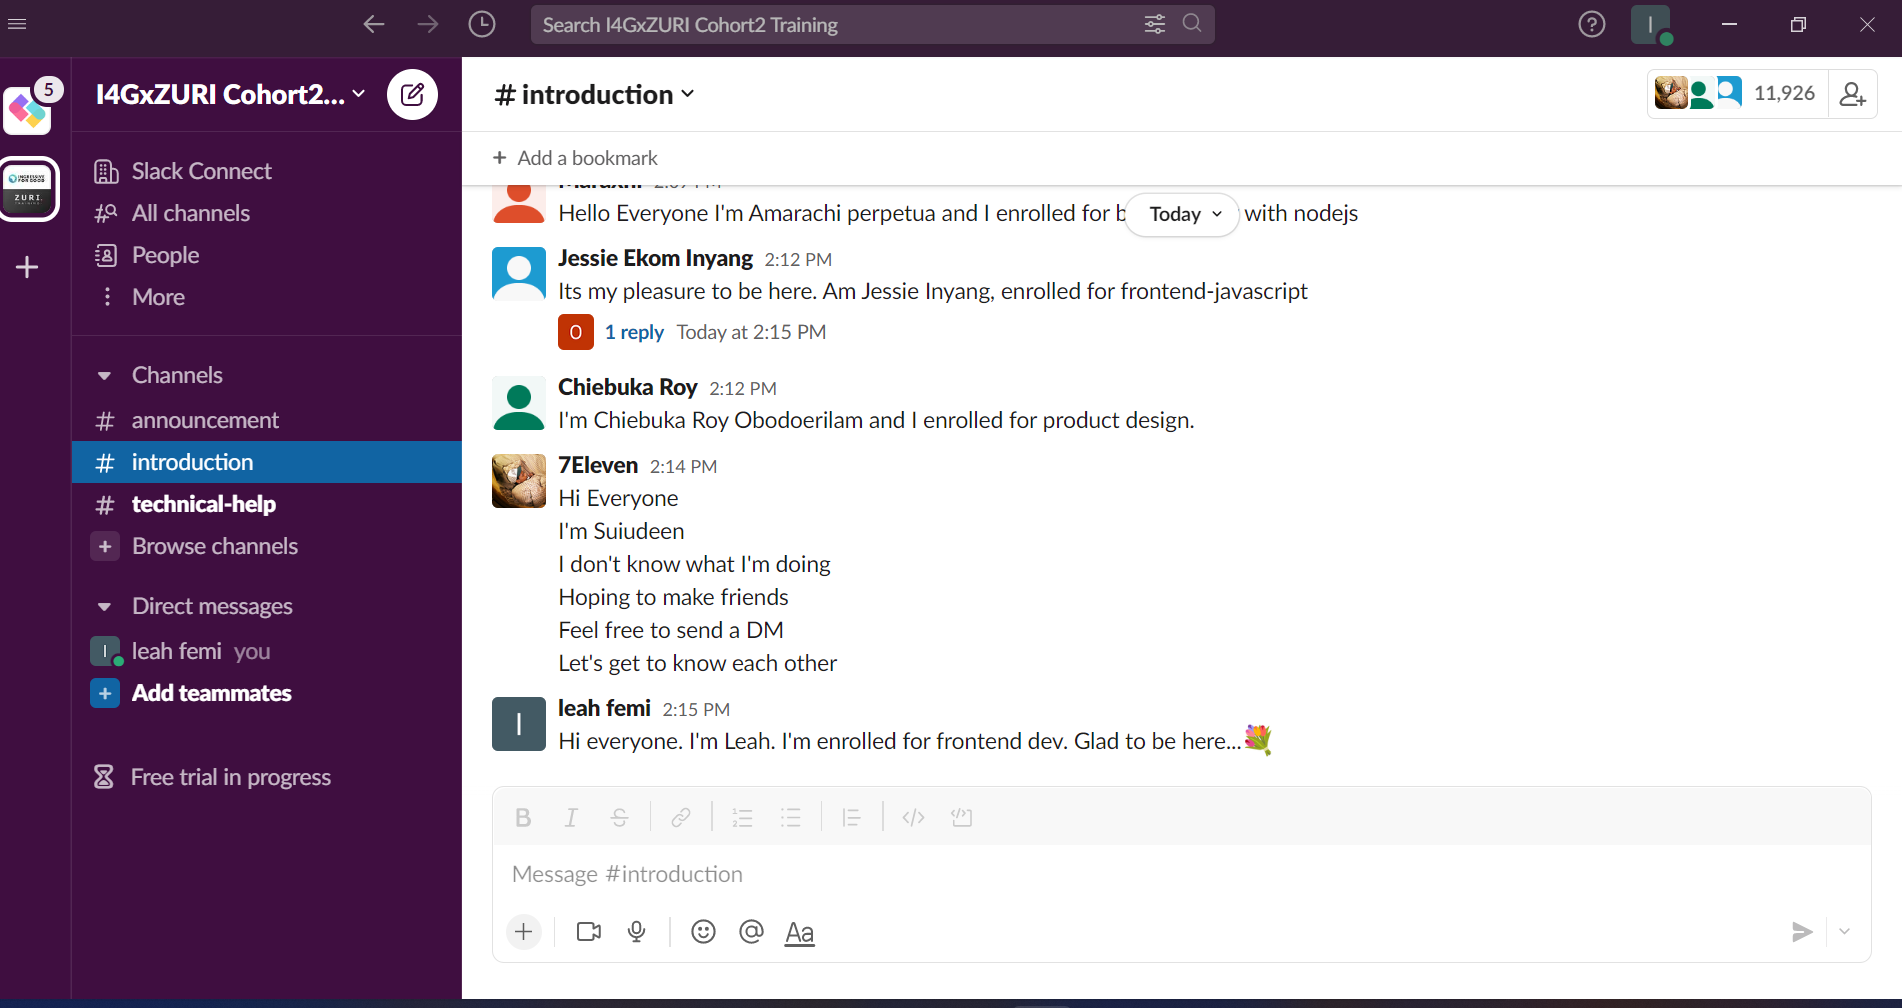 Search I4GxZURI Cohort2 Training
I
5
I4GxZURI Cohort2...
# introduction
11,926
INGRESSIVE
FOR GOOD
ZURI
Add a bookmark
Slack Connect
All channels
People
More
Hello Everyone I'm Amarachi perpetua and I enrolled for b
Today
with nodejs
Jessie Ekom Inyang 2:12 PM
Its my pleasure to be here. Am Jessie Inyang, enrolled for frontend-javascript
O 1 reply Today at 2:15 PM
Channels
# announcement
# introduction
# technical-help
+ Browse channels
Chiebuka Roy 2:12 PM
I'm Chiebuka Roy Obodoerilam and I enrolled for product design.
7Eleven 2:14 PM
Hi Everyone
I'm Suiudeen
I don't know what I'm doing
Hoping to make friends
Feel free to send a DM
Let's get to know each other
Direct messages
l leah femi you
+ Add teammates
Free trial in progress
l
leah femi 2:15 PM
Hi everyone. I'm Leah. I'm enrolled for frontend dev. Glad to be here...💐
B I S
Message #introduction
@ Aa